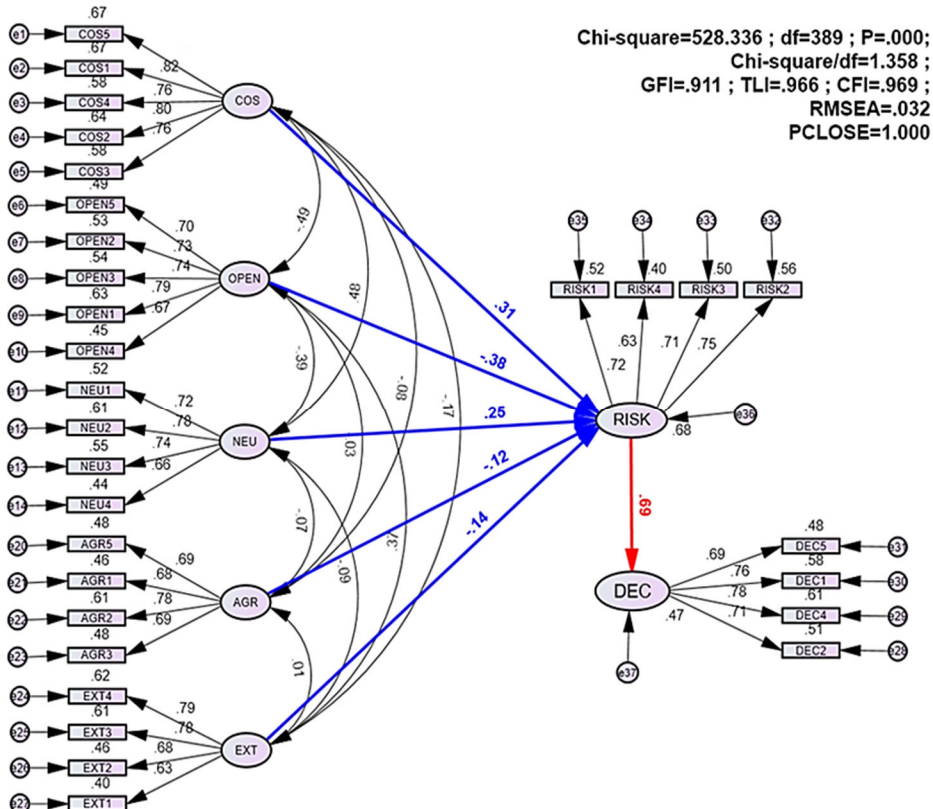 Chi-square=528.336 ; df=389 ; P=.000;
Chi-square/df=1.358 ;
GFI=.911 ; TLI=.966 ; CFI=.969 ;
RMSEA=.032
PCLOSE=1.000
.67
e1 COS5
.67
e2 COS1
.58
e3 COS4
.64
e4 COS2
.58
e5 COS3
.82
.76
.80
.76
COS
.49
e6 OPEN5
.53
e7 OPEN2
.54
e8 OPEN3
.63
e9 OPEN1
.45
e10 OPEN4
.70
.73
.74
.79
.67
OPEN
.52
e11 NEU1
.61
e12 NEU2
.55
e13 NEU3
.44
e14 NEU4
.72
.78
.74
.66
NEU
.48
e20 AGR5
.46
e21 AGR1
.61
e22 AGR2
.48
e23 AGR3
.69
.68
.78
.69
AGR
.62
e24 EXT4
.61
e25 EXT3
.46
e26 EXT2
.40
e27 EXT1
.79
.78
.68
.63
EXT
-.49
.48
-.08
-.17
-.39
.03
.37
-.07
.01
.31
-.38
.25
-.12
-.14
e35 e34 e33 e32
.52 .40 .50 .56
RISK1 RISK4 RISK3 RISK2
.72 .63 .71 .75
RISK
.68
e36
.69
DEC
.47
e37
.69
.76
.78
.71
.48
DEC5 e31
.58
DEC1 e30
.61
DEC4 e29
.51
DEC2 e28